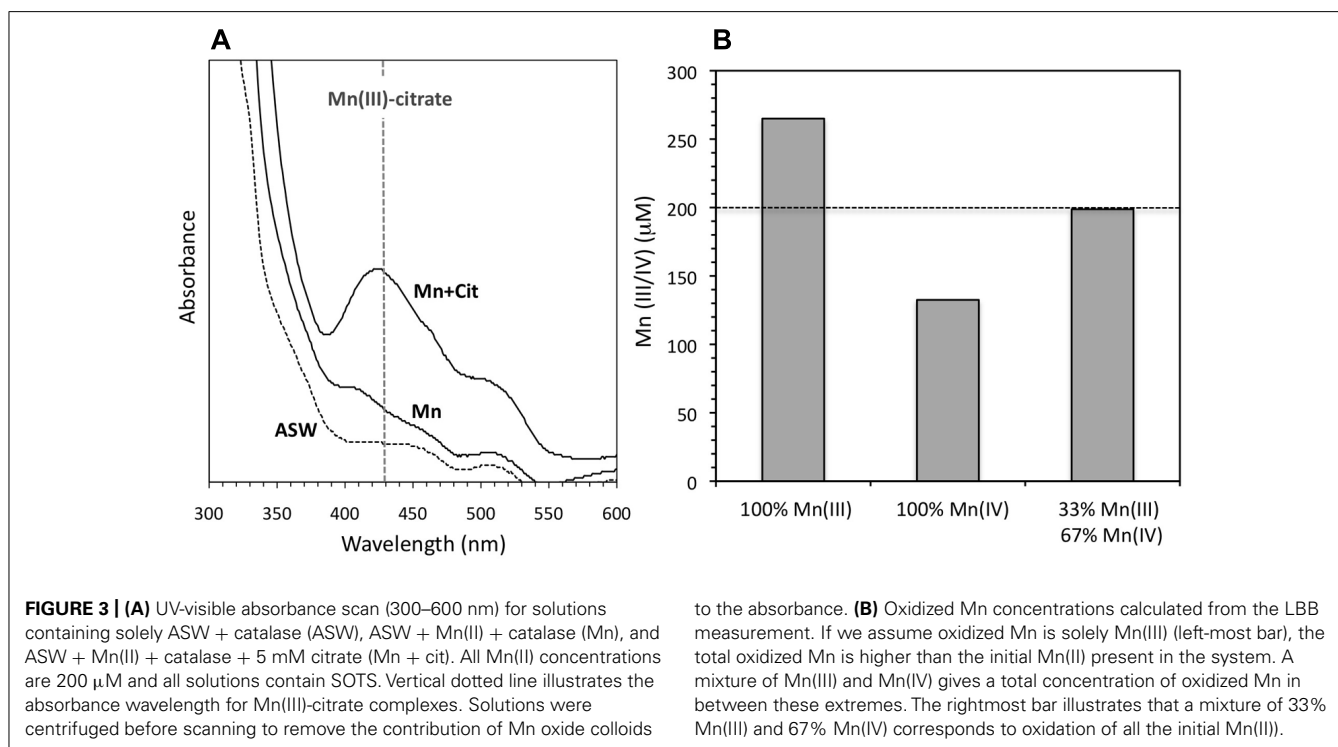 A
Mn(III)-citrate
Absorbance
Mn+Cit
Mn
ASW
300 350 400 450 500 550 600
Wavelength (nm)
B
Mn (III/IV) (μM)
300
250
200
150
100
50
0
100% Mn(III) 100% Mn(IV) 33% Mn(III)
67% Mn(IV)
FIGURE 3 | (A) UV-visible absorbance scan (300–600 nm) for solutions
containing solely ASW + catalase (ASW), ASW + Mn(II) + catalase (Mn), and
ASW + Mn(II) + catalase + 5 mM citrate (Mn + cit). All Mn(II) concentrations
are 200 μM and all solutions contain SOTS. Vertical dotted line illustrates the
absorbance wavelength for Mn(III)-citrate complexes. Solutions were
centrifuged before scanning to remove the contribution of Mn oxide colloids
to the absorbance. (B) Oxidized Mn concentrations calculated from the LBB
measurement. If we assume oxidized Mn is solely Mn(III) (left-most bar), the
total oxidized Mn is higher than the initial Mn(II) present in the system. A
mixture of Mn(III) and Mn(IV) gives a total concentration of oxidized Mn in
between these extremes. The rightmost bar illustrates that a mixture of 33%
Mn(III) and 67% Mn(IV) corresponds to oxidation of all the initial Mn(II)).